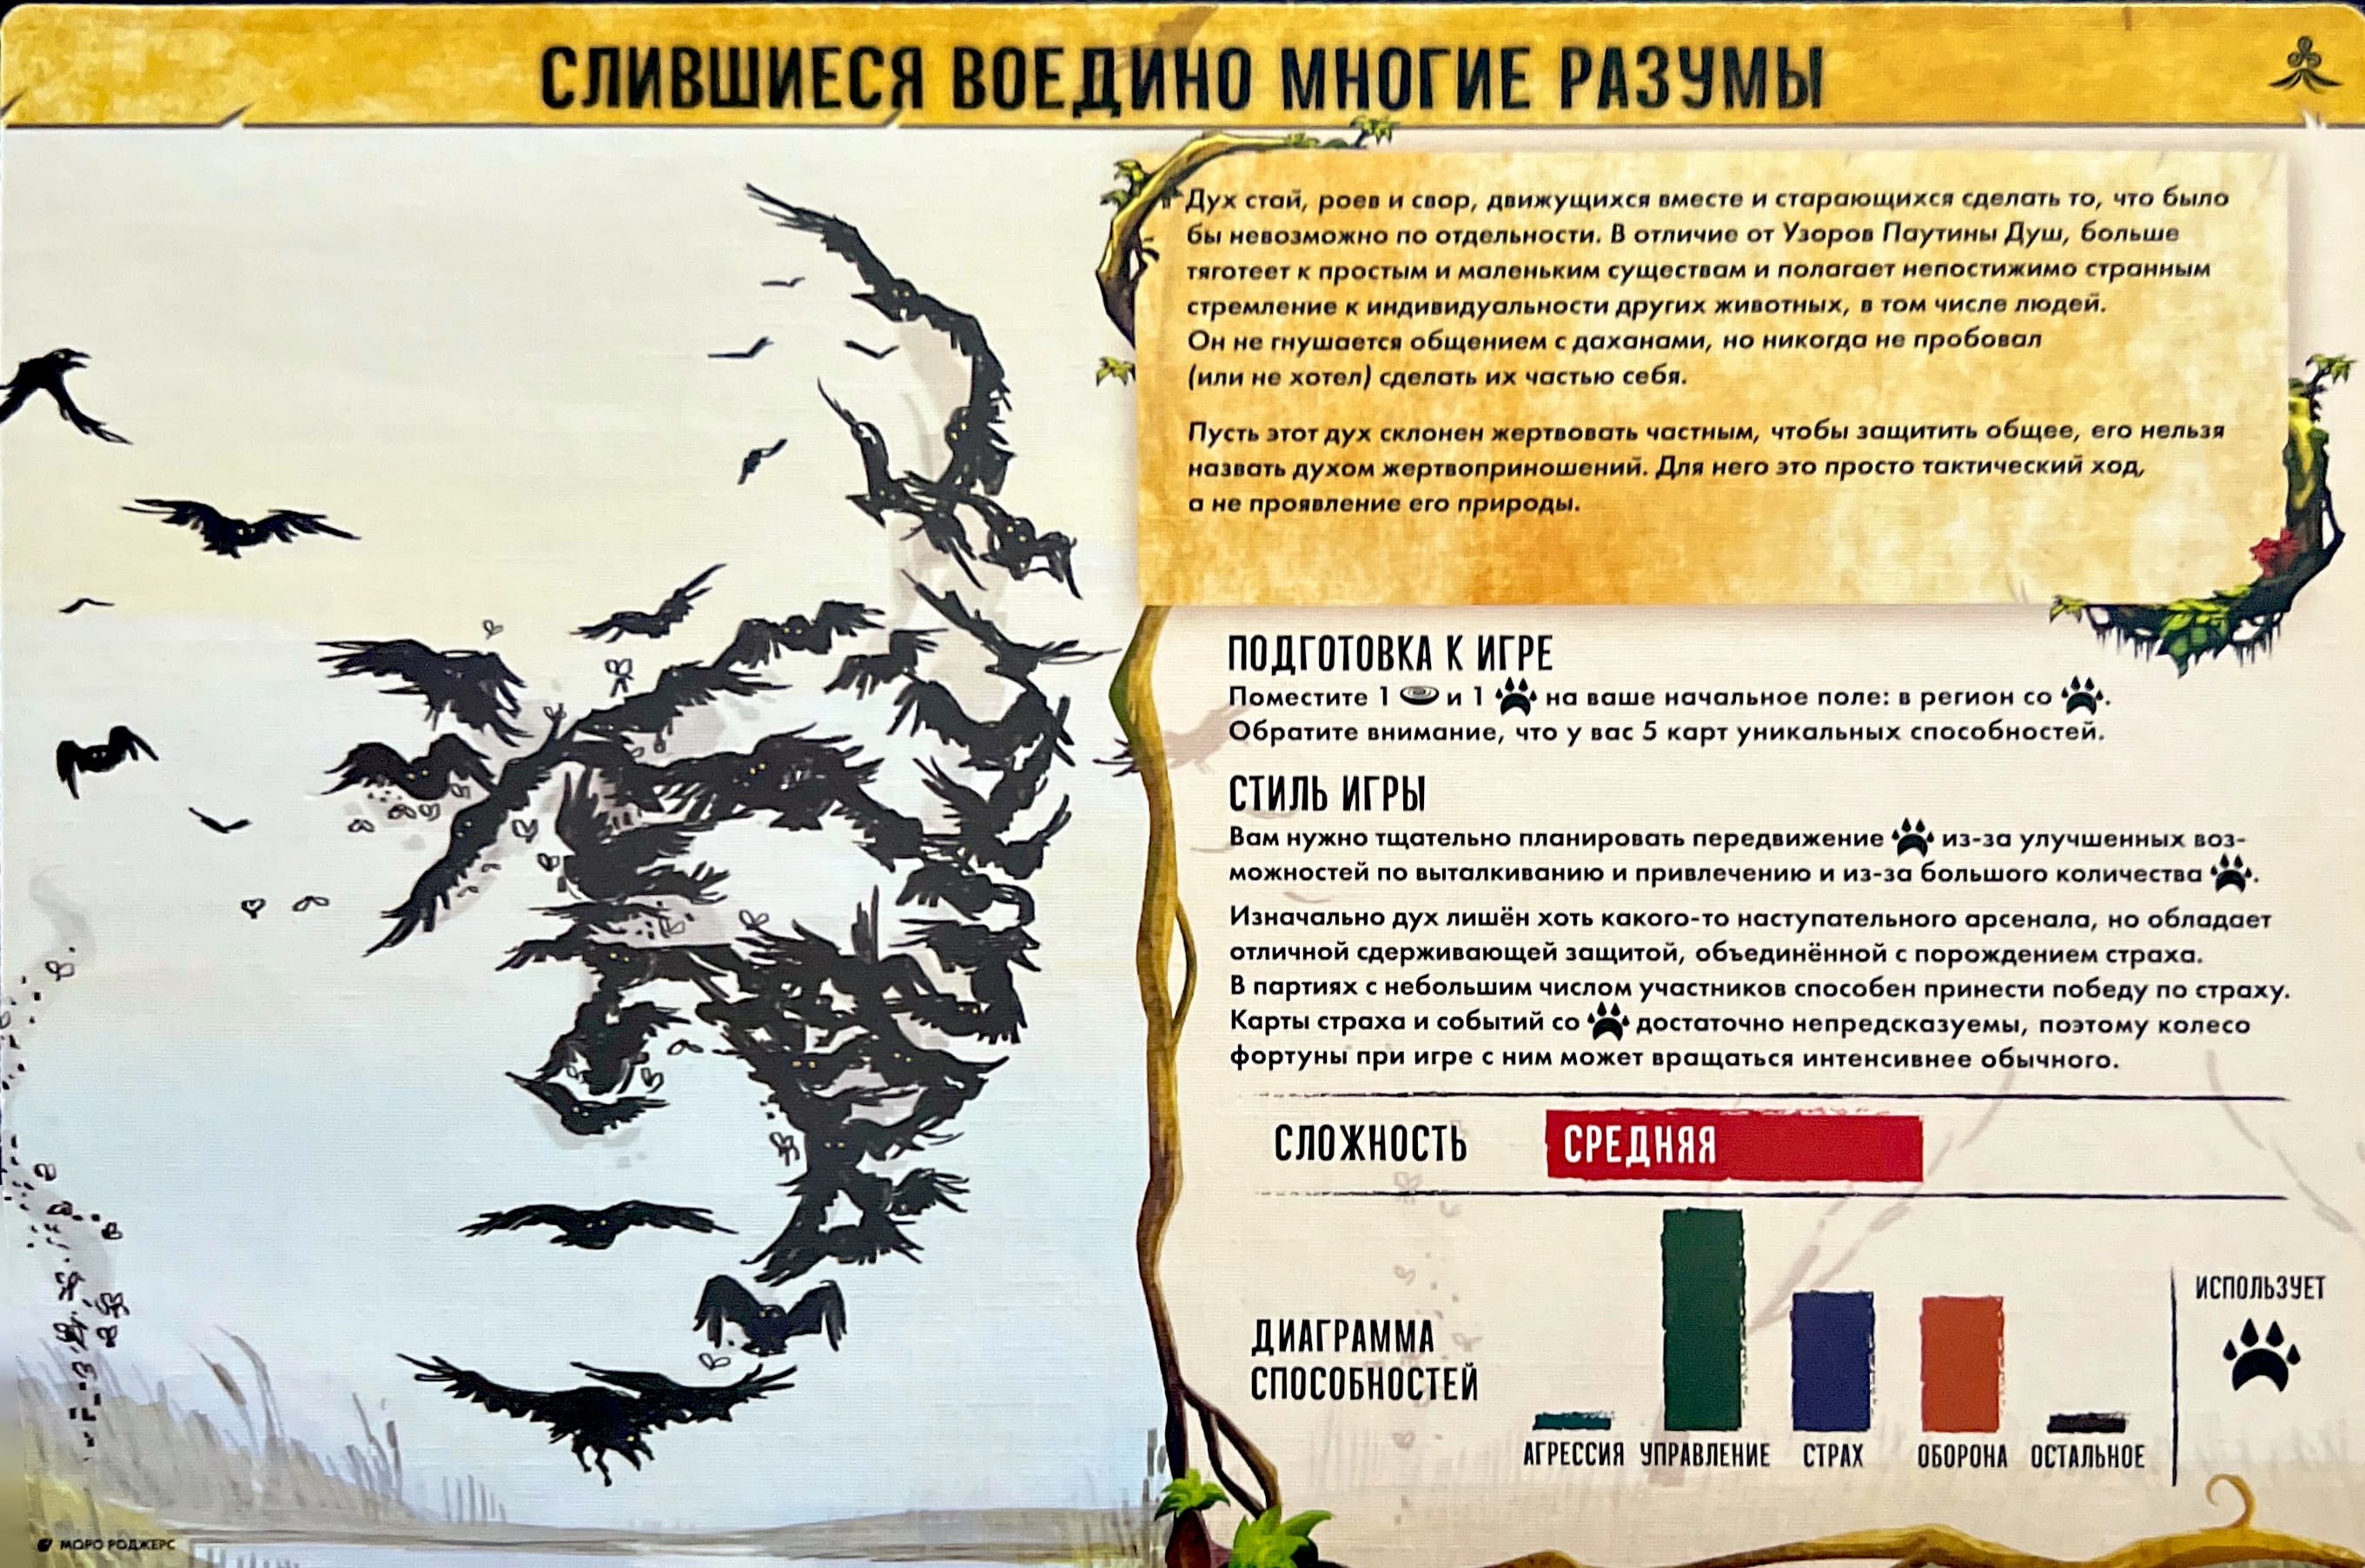 СЛИВШИЕСЯ ВОЕДИНО МНОГИЕ РАЗУМЫ
Дух стай, роев и свор, движущихся вместе и старающихся сделать то, что было
бы невозможно по отдельности. В отличие от Узоров Паутины Душ, больше
тяготеет к простым и маленьким существам и полагает непостижимо странным
стремление к индивидуальности других животных, в том числе людей.
Он не гнушается общением с даханами, но никогда не пробовал
(или не хотел) сделать их частью себя.
Пусть этот дух склонен жертвовать частным, чтобы защитить общее, его нельзя
назвать духом жертвоприношений. Для него это просто тактический ход,
а не проявление его природы.
ПОДГОТОВКА К ИГРЕ
Поместите 1 и 1 на ваше начальное поле: в регион со .
Обратите внимание, что у вас 5 карт уникальных способностей.
СТИЛЬ ИГРЫ
Вам нужно тщательно планировать передвижение из-за улучшенных воз-
можностей по выталкиванию и привлечению и из-за большого количества .
Изначально дух лишён хоть какого-то наступательного арсенала, но обладает
отличной сдерживающей защитой, объединённой с порождением страха.
В партиях с небольшим числом участников способен принести победу по страху.
Карты страха и событий со достаточно непредсказуемы, поэтому колесо
фортуны при игре с ним может вращаться интенсивнее обычного.
СЛОЖНОСТЬ СРЕДНЯЯ
ДИАГРАММА
СПОСОБНОСТЕЙ
АГРЕССИЯ УПРАВЛЕНИЕ СТРАХ ОБОРОНА ОСТАЛЬНОЕ
ИСПОЛЬЗУЕТ
МОРО РОДЖЕРС